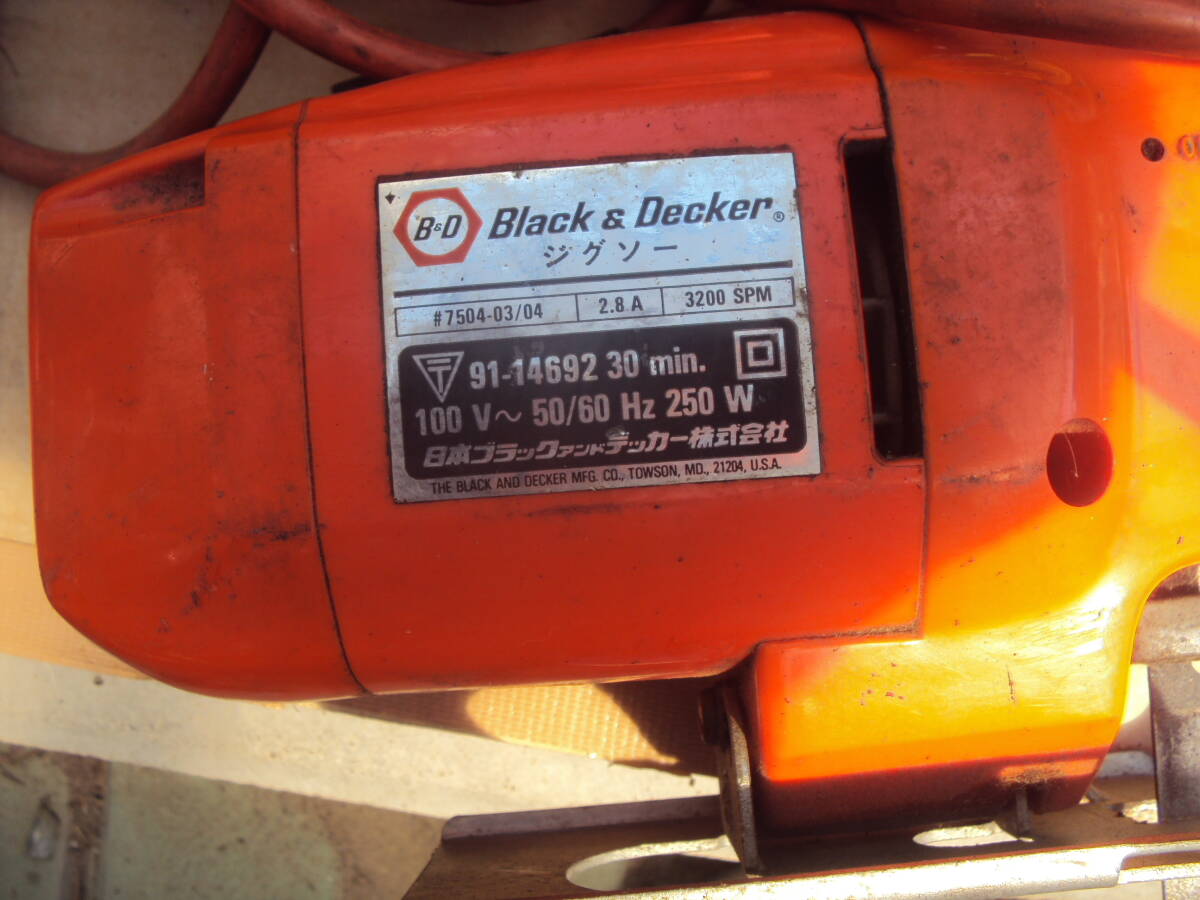 B&D Black & Decker®
ジグソー
#7504-03/04 2.8 A 3200 SPM
T 91-14692 30 min.
100 V~ 50/60 Hz 250 W
日本ブラックアンドデッカー株式会社
THE BLACK AND DECKER MFG. CO., TOWSON, MD., 21204, U.S.A.